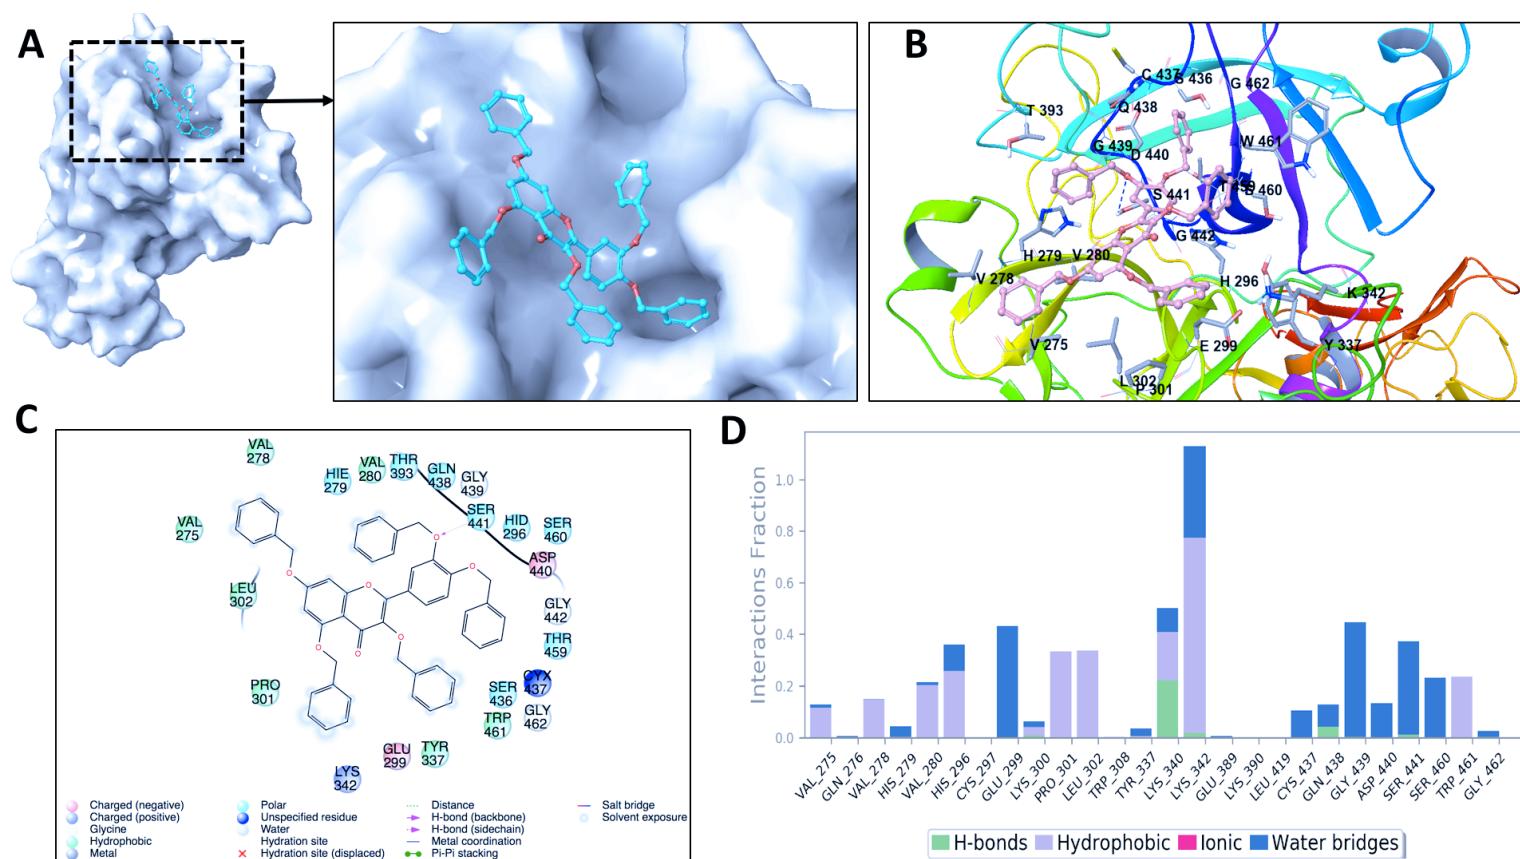 A
B
C 437
S 436
G 462
Q 438
T 393
W 461
G 439
D 440
S 441
T 459
S 460
G 442
H 279
V 280
V 278
H 296
K 342
V 275
E 299
Y 337
L 302
P 301
C
VAL
278
HIE
279
VAL
280
THR
393
GLN
438
GLY
439
SER
441
HID
296
SER
460
VAL
275
ASP
440
LEU
302
GLY
442
THR
459
CYX
437
SER
436
GLY
462
TRP
461
PRO
301
GLU
299
TYR
337
LYS
342
O
O
O
O
O
O
O
Charged (negative)
Charged (positive)
Glycine
Hydrophobic
Metal
Polar
Unspecified residue
Water
Hydration site
Hydration site (displaced)
Distance
H-bond (backbone)
H-bond (sidechain)
Metal coordination
Pi-Pi stacking
Salt bridge
Solvent exposure
D
Interactions Fraction
1.0
0.8
0.6
0.4
0.2
0.0
VAL_275
GLN_276
VAL_278
HIS_279
VAL_280
HIS_296
CYS_297
GLU_299
LYS_300
PRO_301
LEU_302
TRP_308
TYR_337
LYS_340
LYS_342
GLU_389
LYS_390
LEU_419
CYS_437
GLN_438
GLY_439
ASP_440
SER_441
SER_460
TRP_461
GLY_462
H-bonds
Hydrophobic
Ionic
Water bridges